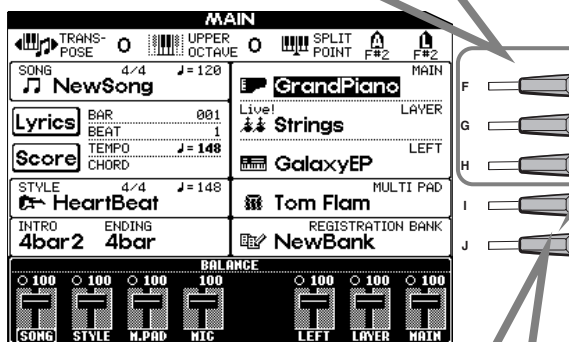 MAIN
TRANS-
POSE 0
UPPER
OCTAVE 0
SPLIT
POINT
A
F#2
L
F#2
SONG 4/4 ♩=120
NewSong
MAIN
GrandPiano
Lyrics
BAR 001
BEAT 1
Live! LAYER
Strings
Score
TEMPO ♩=148
CHORD
LEFT
GalaxyEP
STYLE 4/4 ♩=148
HeartBeat
MULTI PAD
Tom Flam
INTRO ENDING
4bar2 4bar
REGISTRATION BANK
NewBank
BALANCE
100 100 100 100 100 100 100
SONG STYLE M.PAD MIC LEFT LAYER MAIN
F
G
H
I
J